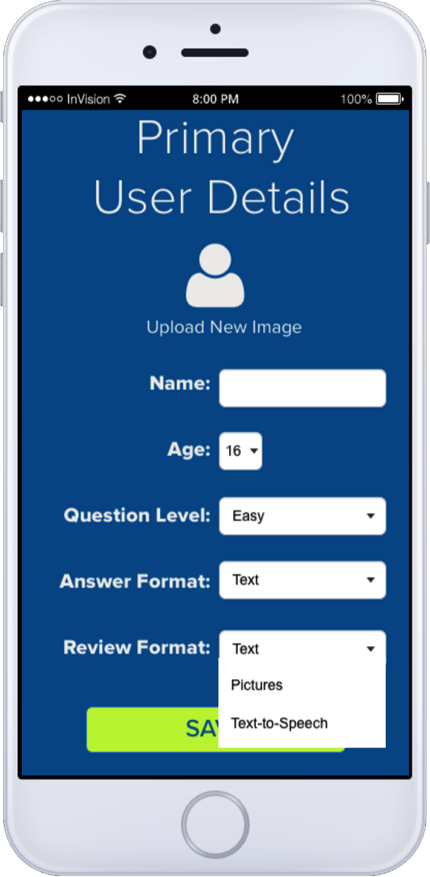 InVision 8:00 PM 100%
Primary
User Details
Upload New Image
Name:
Age: 16
Question Level: Easy
Answer Format: Text
Review Format: Text
Pictures
Text-to-Speech